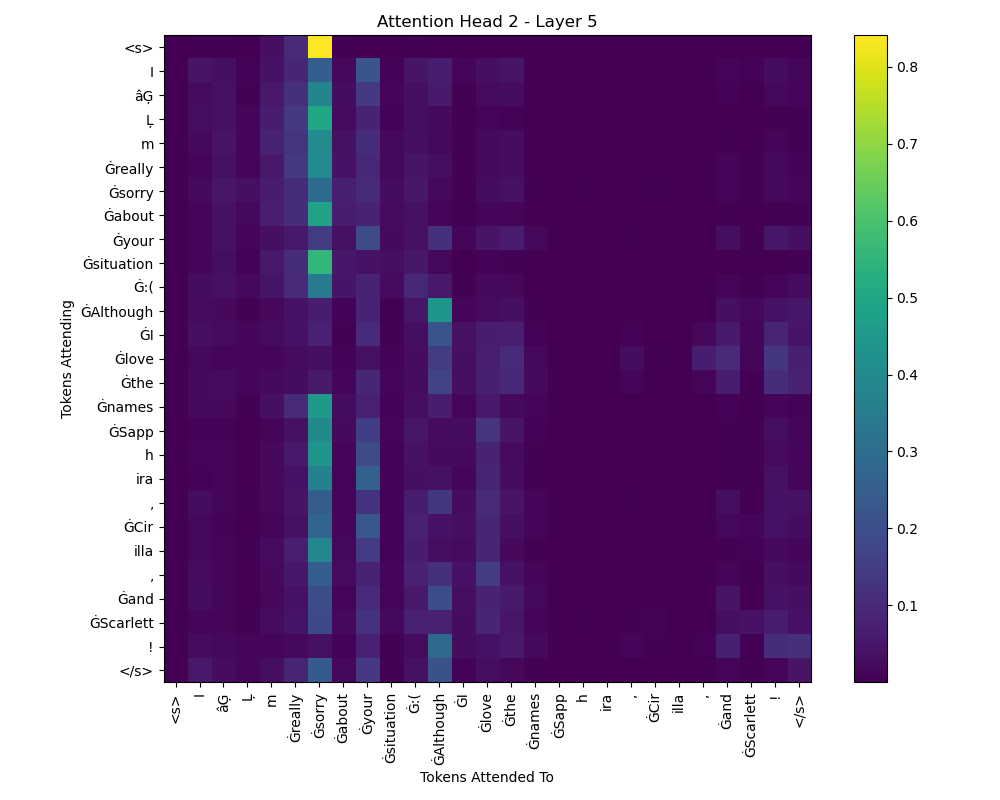 Attention Head 2 - Layer 5
Tokens Attending
<s>
I
âĢ
Ļ
m
Ġreally
Ġsorry
Ġabout
Ġyour
Ġsituation
Ġ:(
ĠAlthough
ĠI
Ġlove
Ġthe
Ġnames
ĠSapp
h
ira
,
ĠCir
illa
,
Ġand
ĠScarlett
!
</s>
<s>
I
âĢ
Ļ
m
Ġreally
Ġsorry
Ġabout
Ġyour
Ġsituation
Ġ:(
ĠAlthough
ĠI
Ġlove
Ġthe
Ġnames
ĠSapp
h
ira
,
ĠCir
illa
,
Ġand
ĠScarlett
!
</s>
Tokens Attended To
0.8
0.7
0.6
0.5
0.4
0.3
0.2
0.1